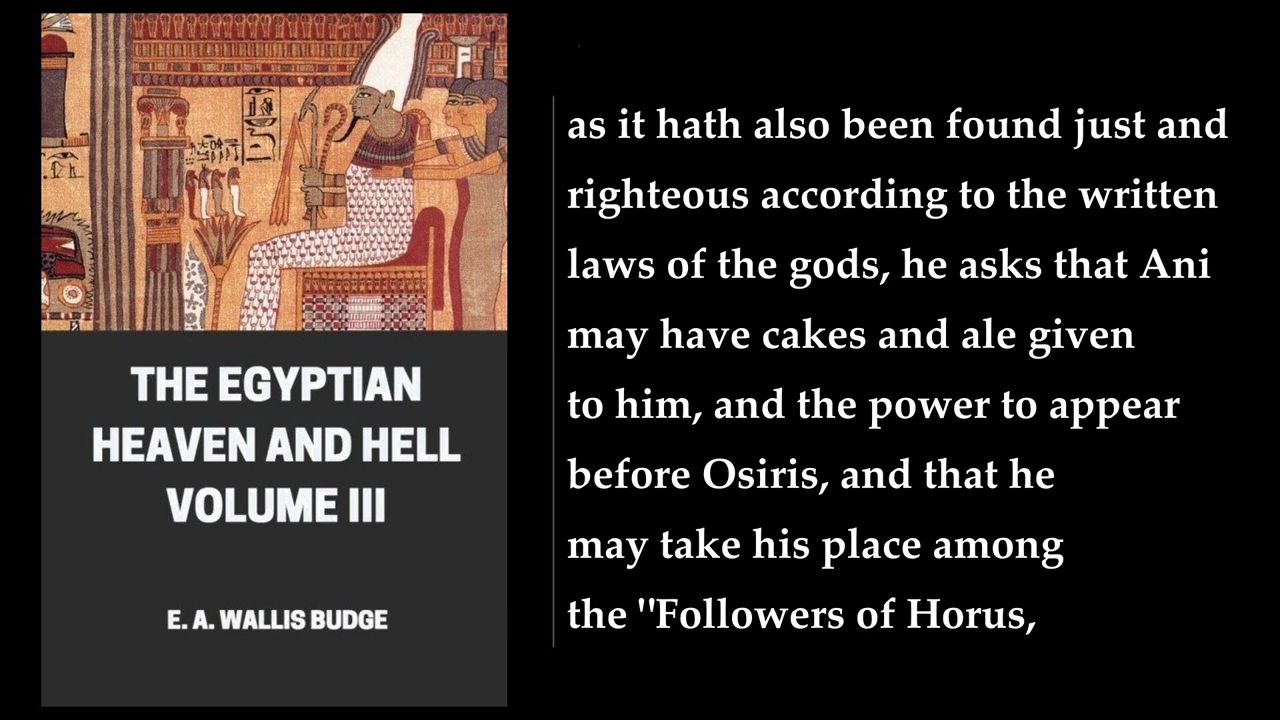 THE EGYPTIAN
HEAVEN AND HELL
VOLUME III
E. A. WALLIS BUDGE
as it hath also been found just and
righteous according to the written
laws of the gods, he asks that Ani
may have cakes and ale given
to him, and the power to appear
before Osiris, and that he
may take his place among
the "Followers of Horus,